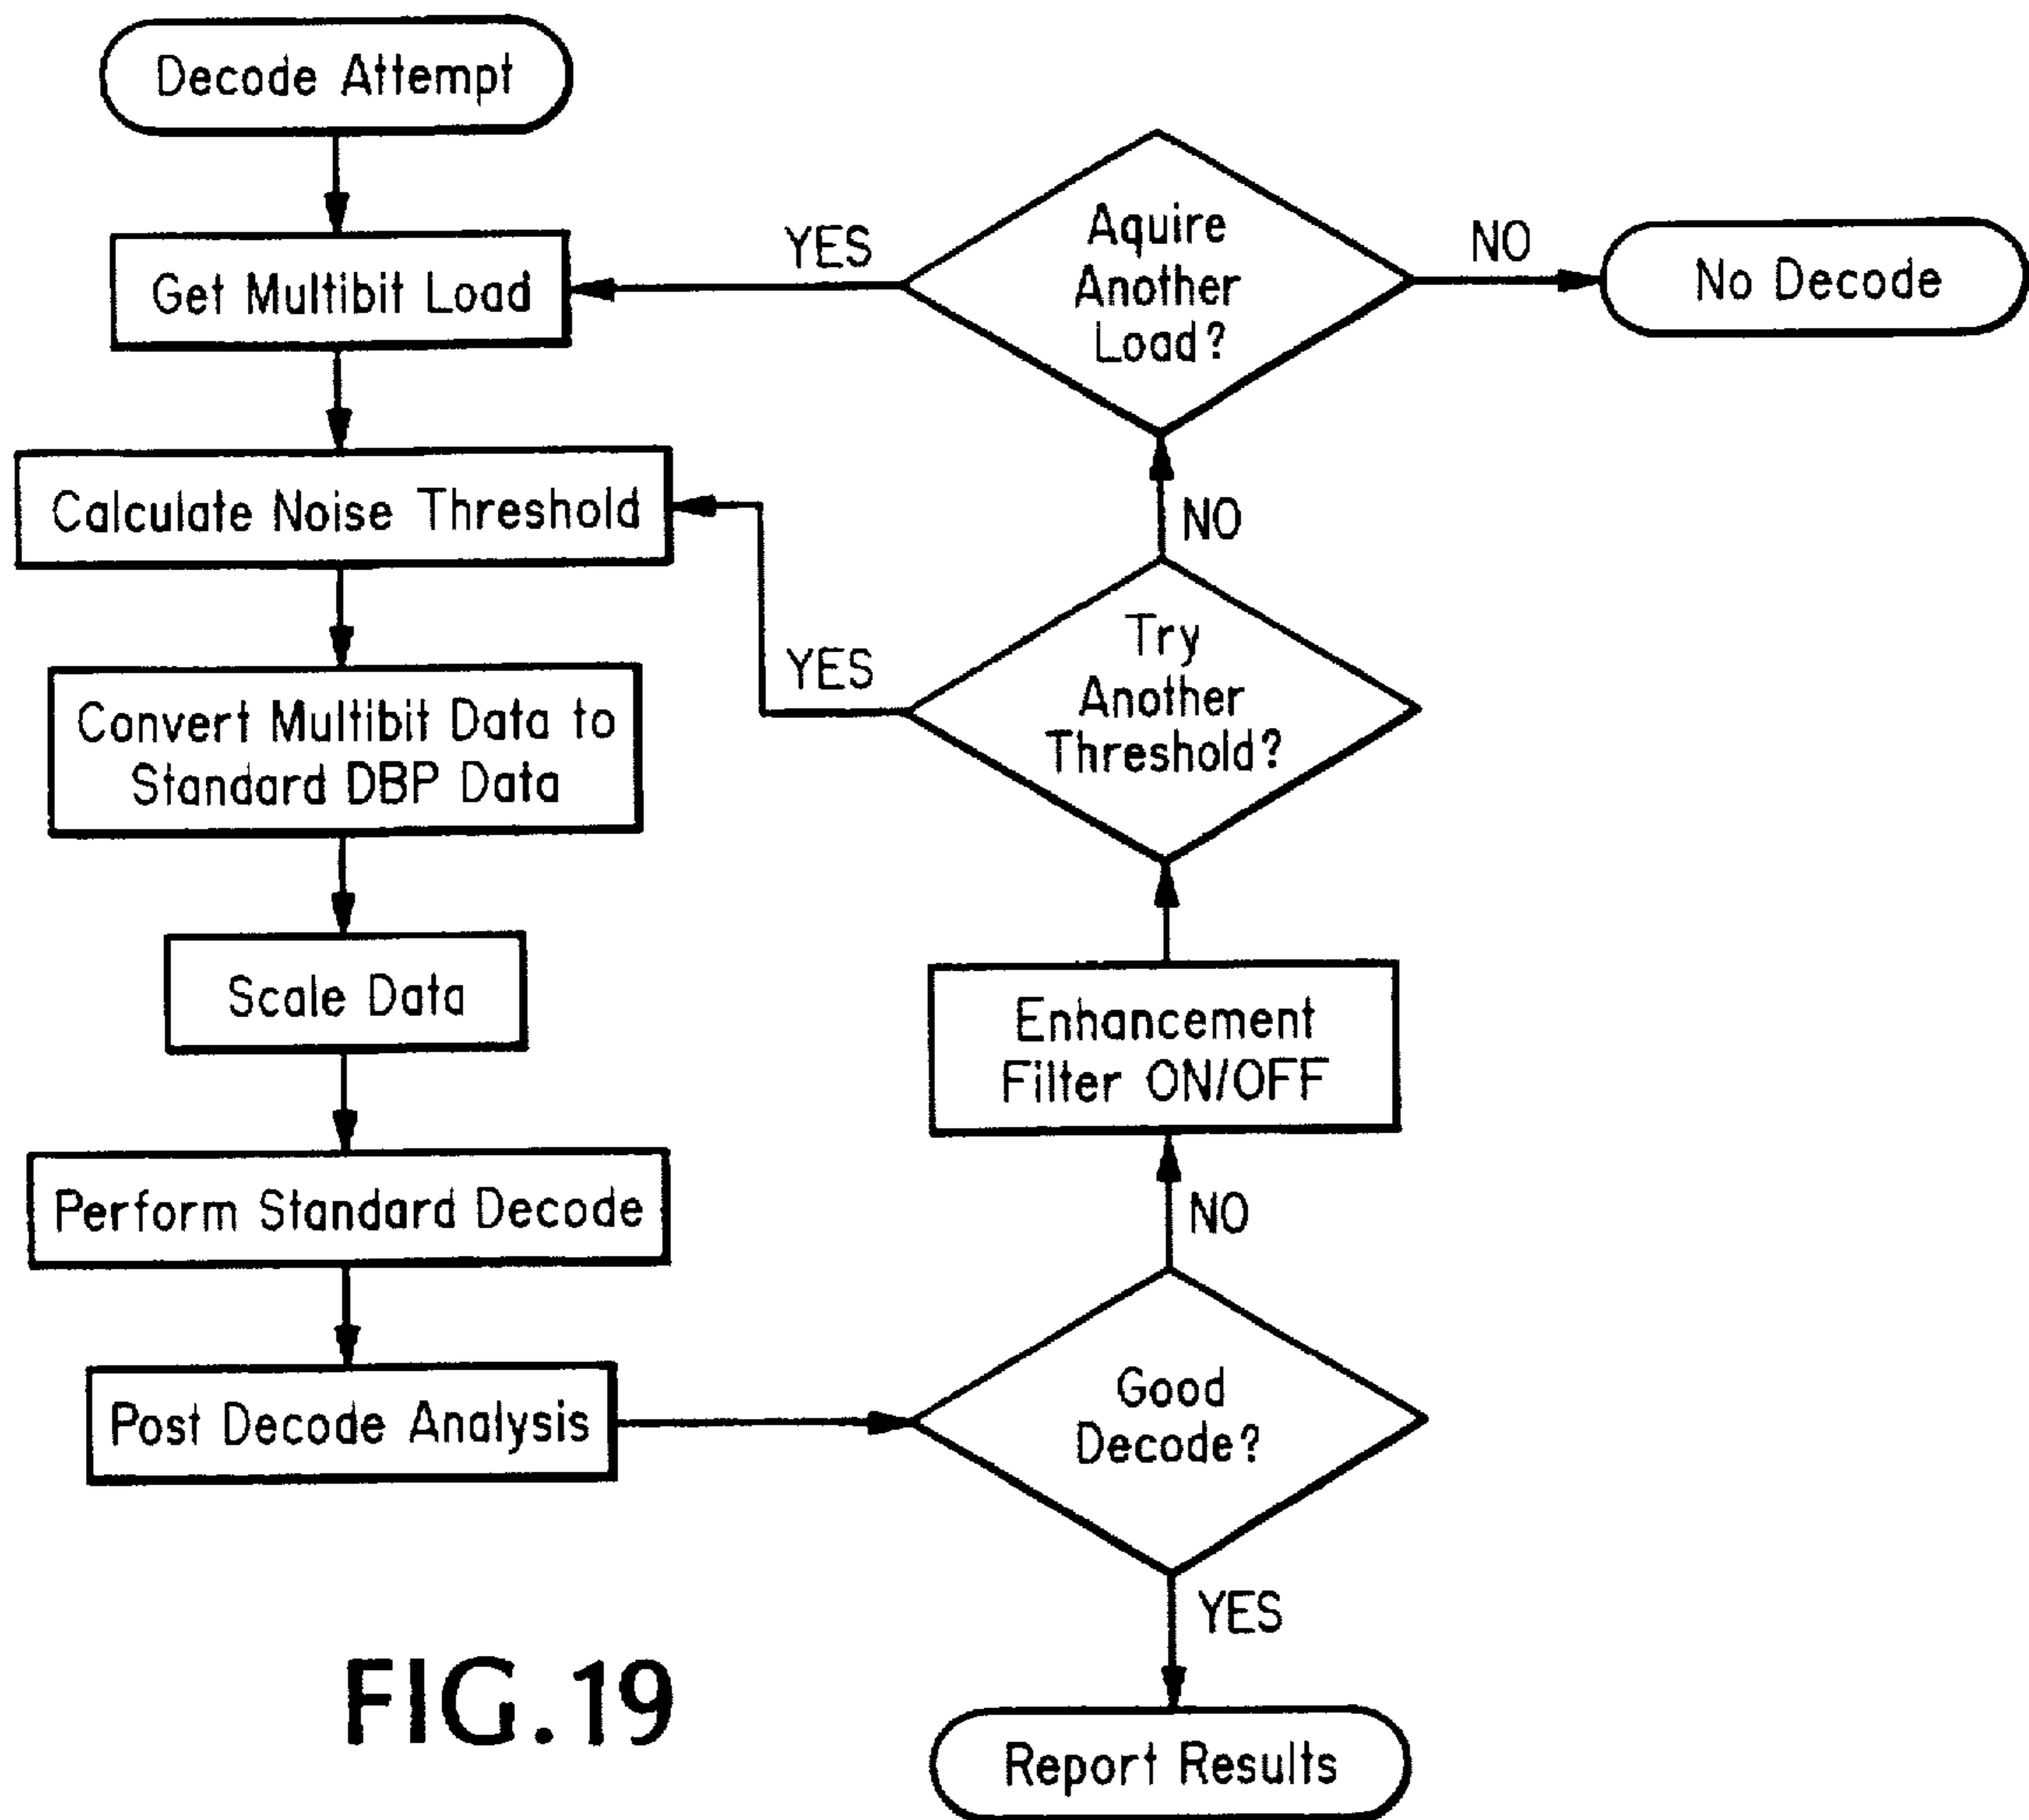 Decode Attempt
Get Multibit Load
Calculate Noise Threshold
Convert Multibit Data to
Standard DBP Data
Scale Data
Perform Standard Decode
Post Decode Analysis
Good
Decode?
YES
Report Results
NO
Enhancement
Filter ON/OFF
Try
Another
Threshold?
YES
NO
Aquire
Another
Load?
YES
NO
No Decode
FIG.19